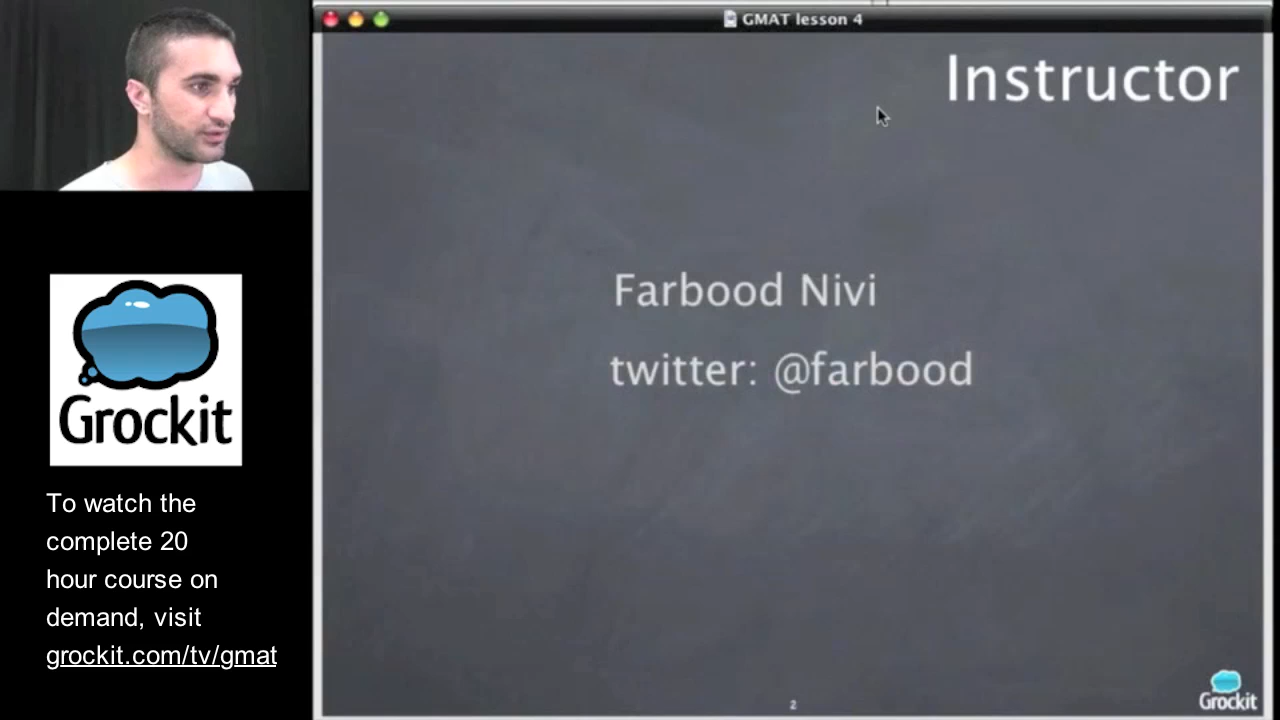 GMAT lesson 4
Instructor
Farbood Nivi
twitter: @farbood
Grockit
To watch the
complete 20
hour course on
demand, visit
grockit.com/tv/gmat
2
Grockit